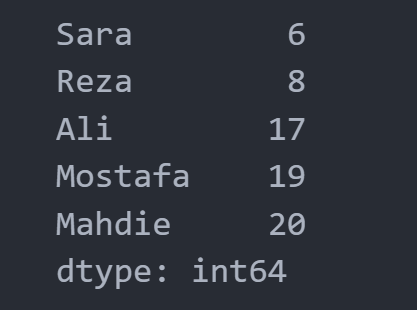 Sara 6
Reza 8
Ali 17
Mostafa 19
Mahdie 20
dtype: int64